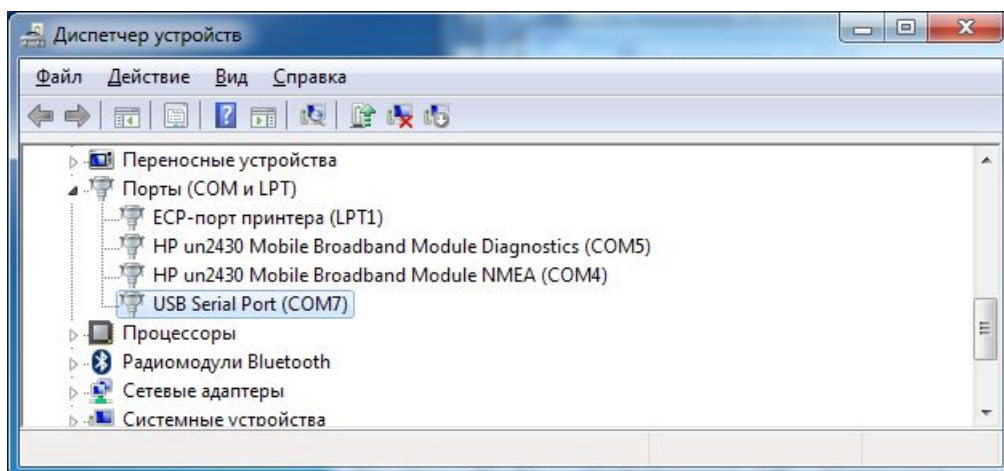 Диспетчер устройств
Файл Действие Вид Справка
Переносные устройства
Порты (COM и LPT)
ECP-порт принтера (LPT1)
HP un2430 Mobile Broadband Module Diagnostics (COM5)
HP un2430 Mobile Broadband Module NMEA (COM4)
USB Serial Port (COM7)
Процессоры
Радиомодули Bluetooth
Сетевые адаптеры
Системные устройства